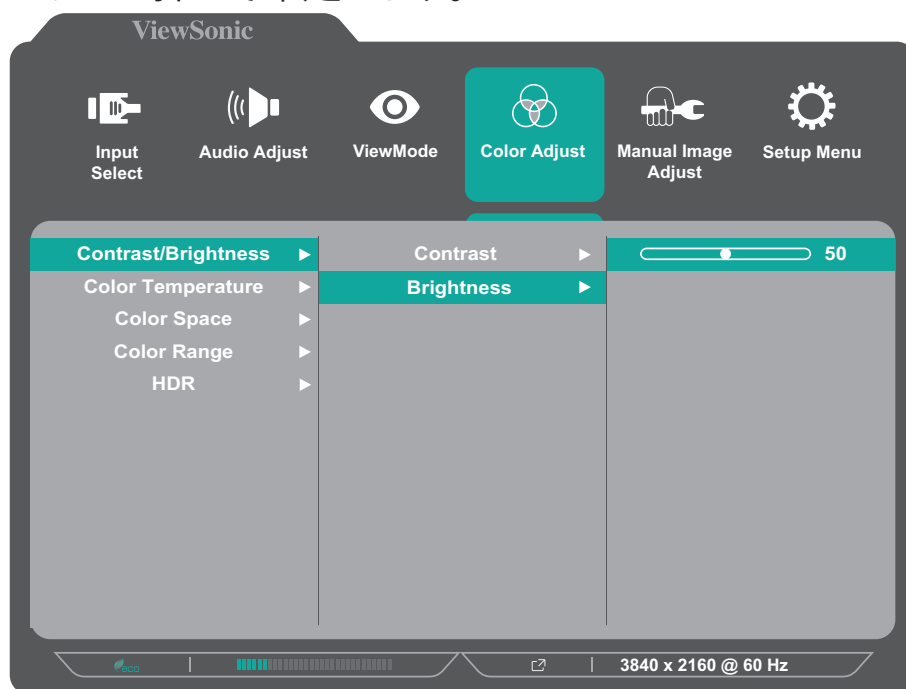 ViewSonic
Input Select
Audio Adjust
ViewMode
Color Adjust
Manual Image Adjust
Setup Menu
Contrast/Brightness
Contrast
50
Color Temperature
Brightness
Color Space
Color Range
HDR
eco
3840 x 2160 @ 60 Hz